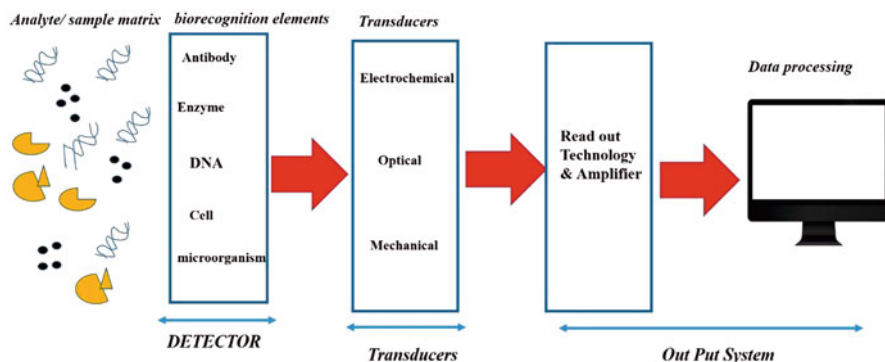 Analyte/ sample matrix
biorecognition elements
Transducers
Data processing
Antibody
Enzyme
DNA
Cell
microorganism
Electrochemical
Optical
Mechanical
Read out
Technology
& Amplifier
DETECTOR
Transducers
Out Put System